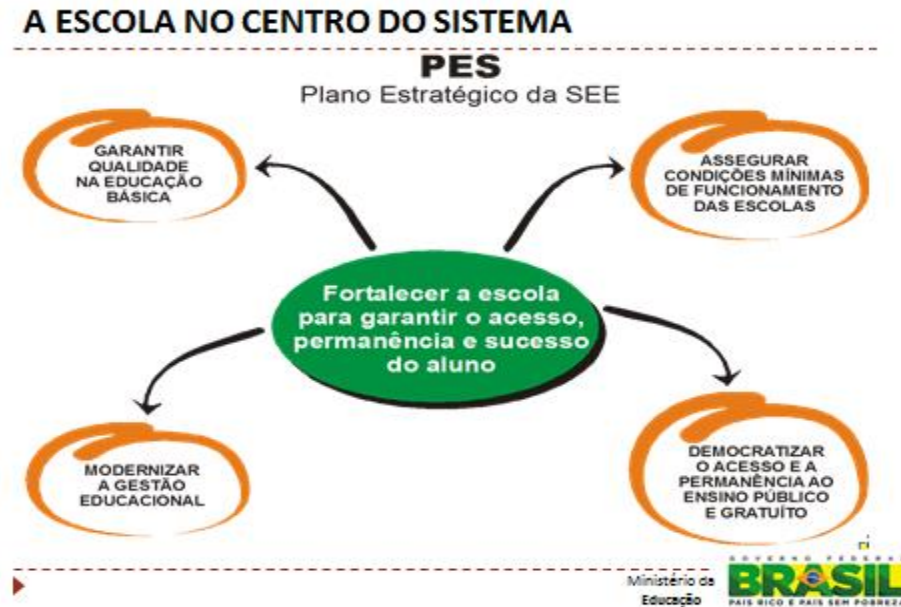 A ESCOLA NO CENTRO DO SISTEMA
PES
Plano Estratégico da SEE
GARANTIR
QUALIDADE
NA EDUCAÇÃO
BÁSICA
ASSEGURAR
CONDIÇÕES MÍNIMAS
DE FUNCIONAMENTO
DAS ESCOLAS
Fortalecer a escola
para garantir o acesso,
permanência e sucesso
do aluno
MODERNIZAR
A GESTÃO
EDUCACIONAL
DEMOCRATIZAR
O ACESSO E A
PERMANÊNCIA AO
ENSINO PÚBLICO
E GRATUÍTO
Ministério da
Educação
GOVERNO FEDERAL
BRASIL
PAÍS RICO É PAÍS SEM POBREZA